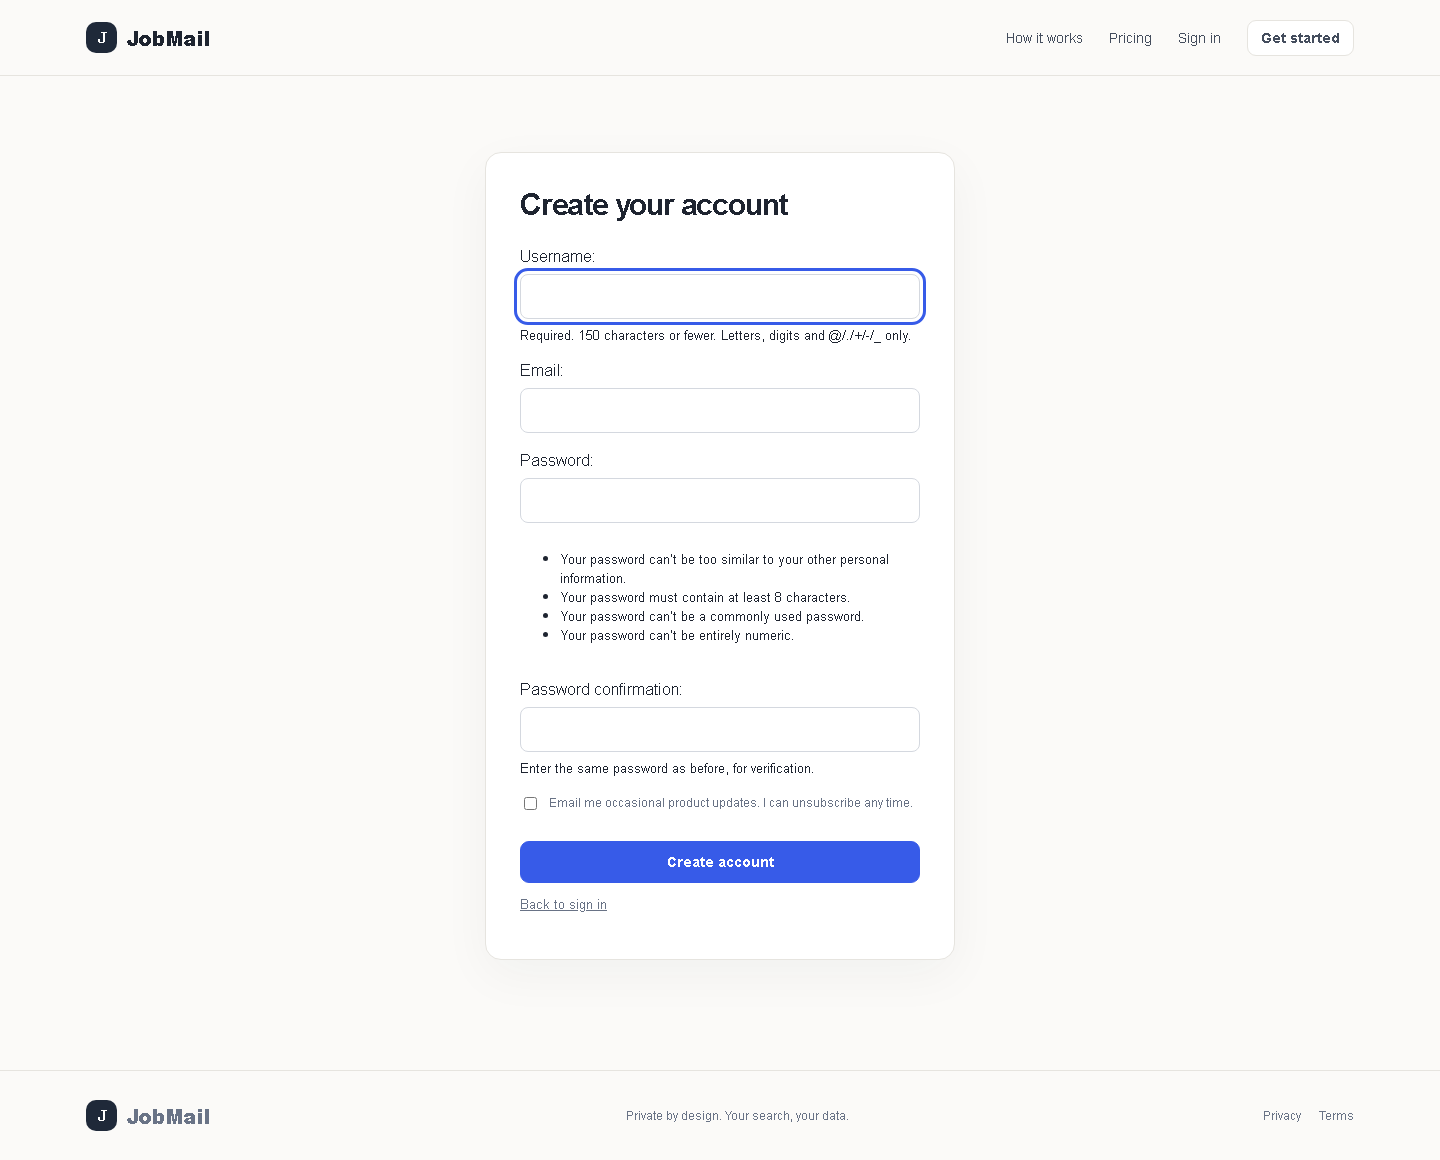 J JobMail
How it works Pricing Sign in Get started
Create your account
Username:
Required. 150 characters or fewer. Letters, digits and @/./+/-/_ only.
Email:
Password:
Your password can't be too similar to your other personal
information.
Your password must contain at least 8 characters.
Your password can't be a commonly used password.
Your password can't be entirely numeric.
Password confirmation:
Enter the same password as before, for verification.
Email me occasional product updates. I can unsubscribe any time.
Create account
Back to sign in
J JobMail
Private by design. Your search, your data.
Privacy Terms